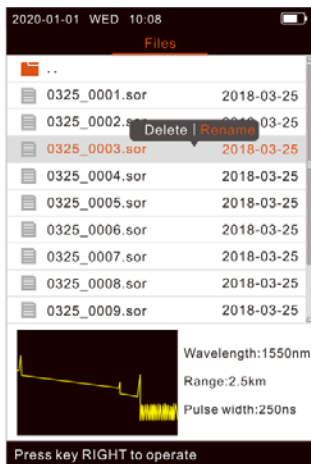 2020-01-01 WED 10:08
Files
..
0325_0001.sor 2018-03-25
0325_0002 2018-03-25
Delete | Rename
0325_0003.sor 2018-03-25
0325_0004.sor 2018-03-25
0325_0005.sor 2018-03-25
0325_0006.sor 2018-03-25
0325_0007.sor 2018-03-25
0325_0008.sor 2018-03-25
0325_0009.sor 2018-03-25
Wavelength:1550nm
Range:2.5km
Pulse width:250ns
Press key RIGHT to operate